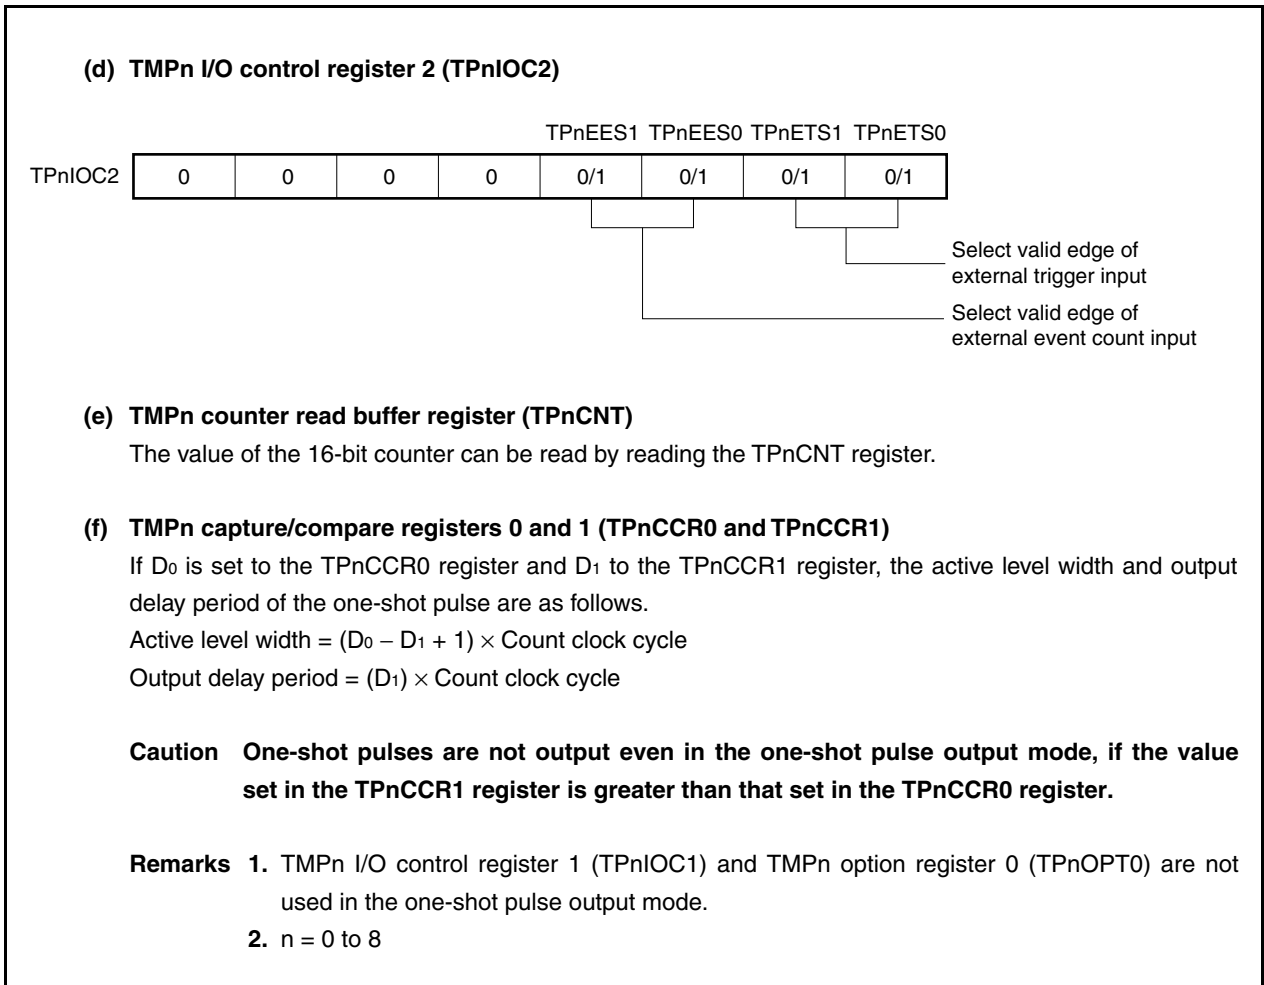 (d) TMPn I/O control register 2 (TPnIOC2)
TPnEES1 TPnEES0 TPnETS1 TPnETS0
TPnIOC2 0 0 0 0 0/1 0/1 0/1 0/1
Select valid edge of
external trigger input
Select valid edge of
external event count input
(e) TMPn counter read buffer register (TPnCNT)
The value of the 16-bit counter can be read by reading the TPnCNT register.
(f) TMPn capture/compare registers 0 and 1 (TPnCCR0 and TPnCCR1)
If D0 is set to the TPnCCR0 register and D1 to the TPnCCR1 register, the active level width and output
delay period of the one-shot pulse are as follows.
Active level width = (D0 − D1 + 1) × Count clock cycle
Output delay period = (D1) × Count clock cycle
Caution One-shot pulses are not output even in the one-shot pulse output mode, if the value
set in the TPnCCR1 register is greater than that set in the TPnCCR0 register.
Remarks 1. TMPn I/O control register 1 (TPnIOC1) and TMPn option register 0 (TPnOPT0) are not
used in the one-shot pulse output mode.
2. n = 0 to 8